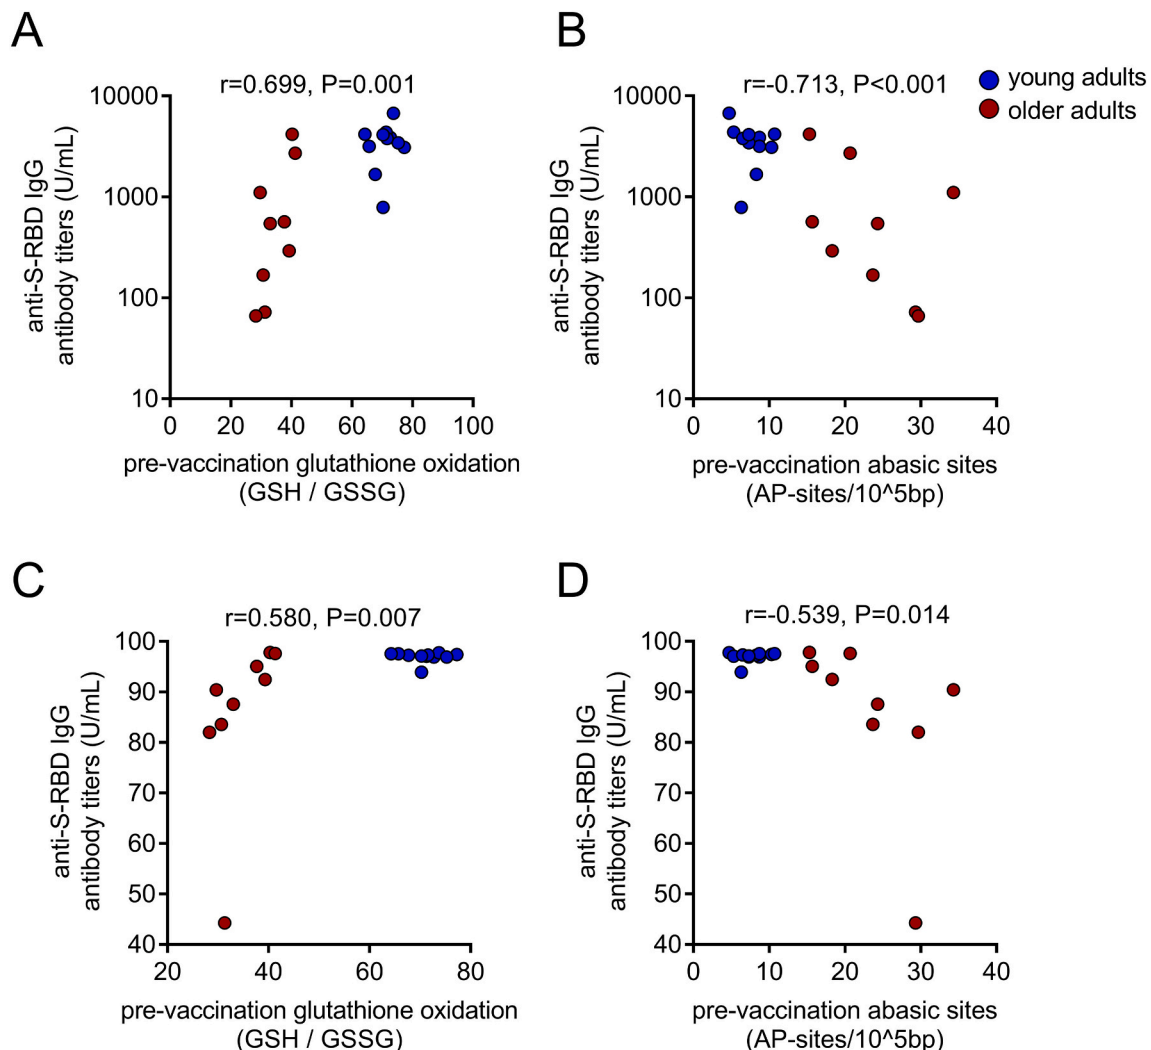 A
r=0.699, P=0.001
anti-S-RBD IgG
antibody titers (U/mL)
10000
1000
100
10
0 20 40 60 80 100
pre-vaccination glutathione oxidation
(GSH / GSSG)
B
r=-0.713, P<0.001
young adults
older adults
anti-S-RBD IgG
antibody titers (U/mL)
10000
1000
100
10
0 10 20 30 40
pre-vaccination abasic sites
(AP-sites/10^5bp)
C
r=0.580, P=0.007
anti-S-RBD IgG
antibody titers (U/mL)
100
90
80
70
60
50
40
20 40 60 80
pre-vaccination glutathione oxidation
(GSH / GSSG)
D
r=-0.539, P=0.014
anti-S-RBD IgG
antibody titers (U/mL)
100
90
80
70
60
50
40
0 10 20 30 40
pre-vaccination abasic sites
(AP-sites/10^5bp)